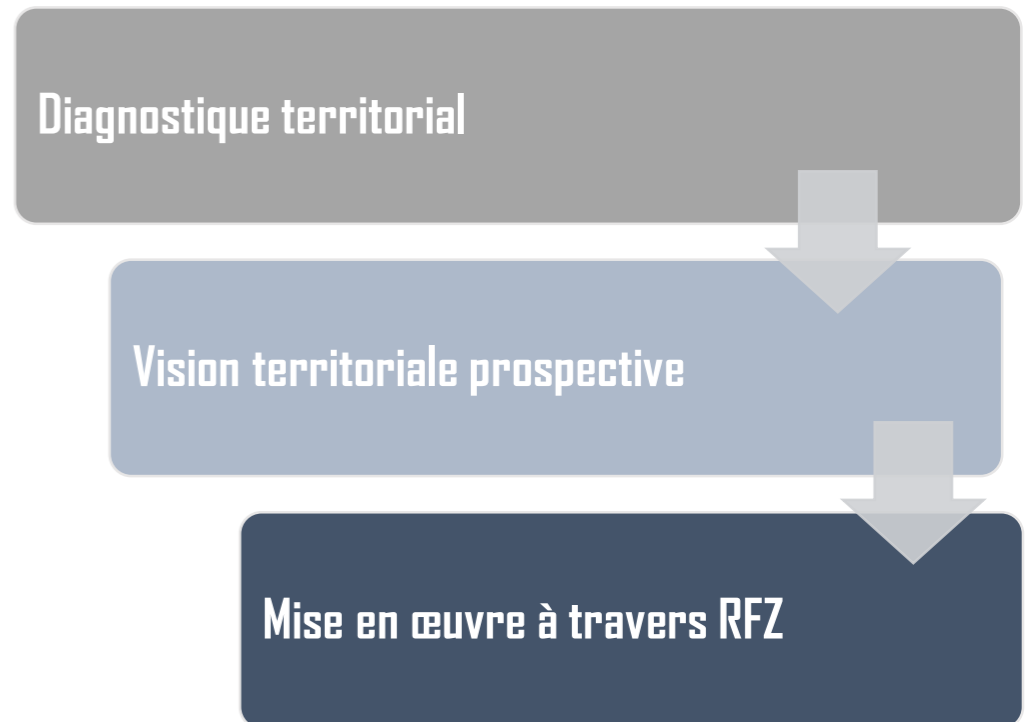 Diagnostique territorial
Vision territoriale prospective
Mise en œuvre à travers RFZ